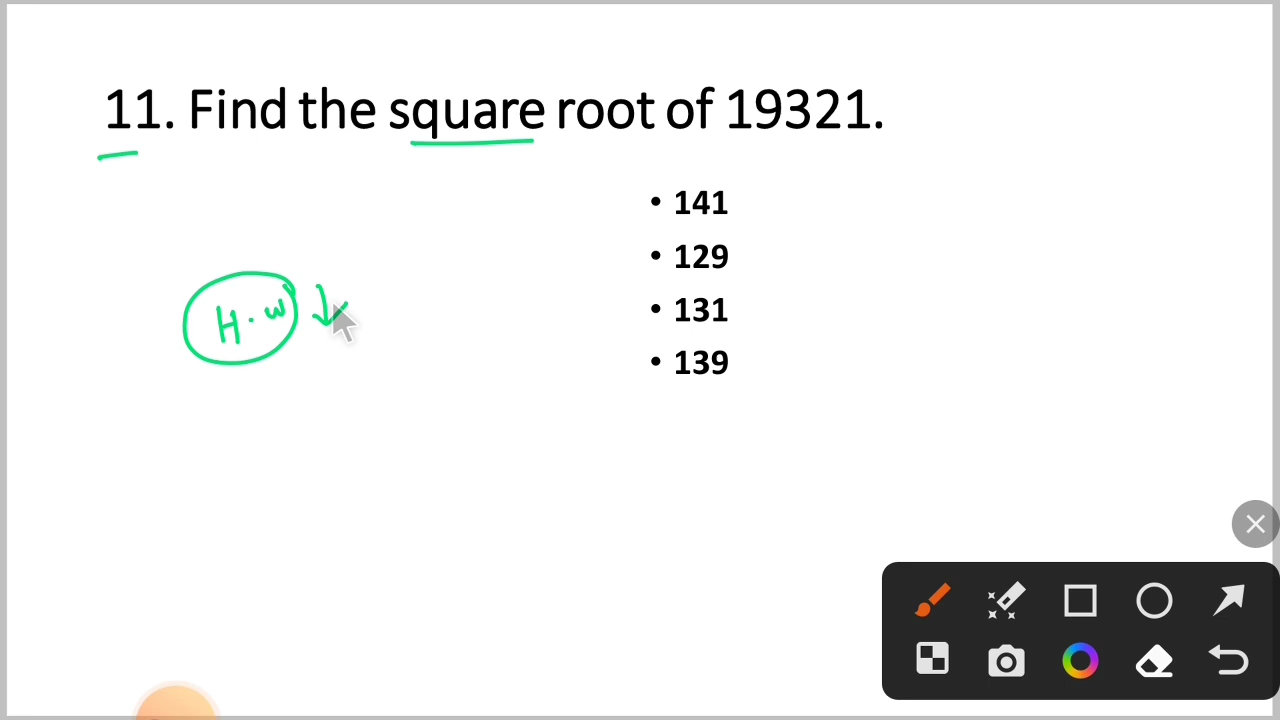 11. Find the square root of 19321.
• 141
• 129
• 131
• 139
H.W